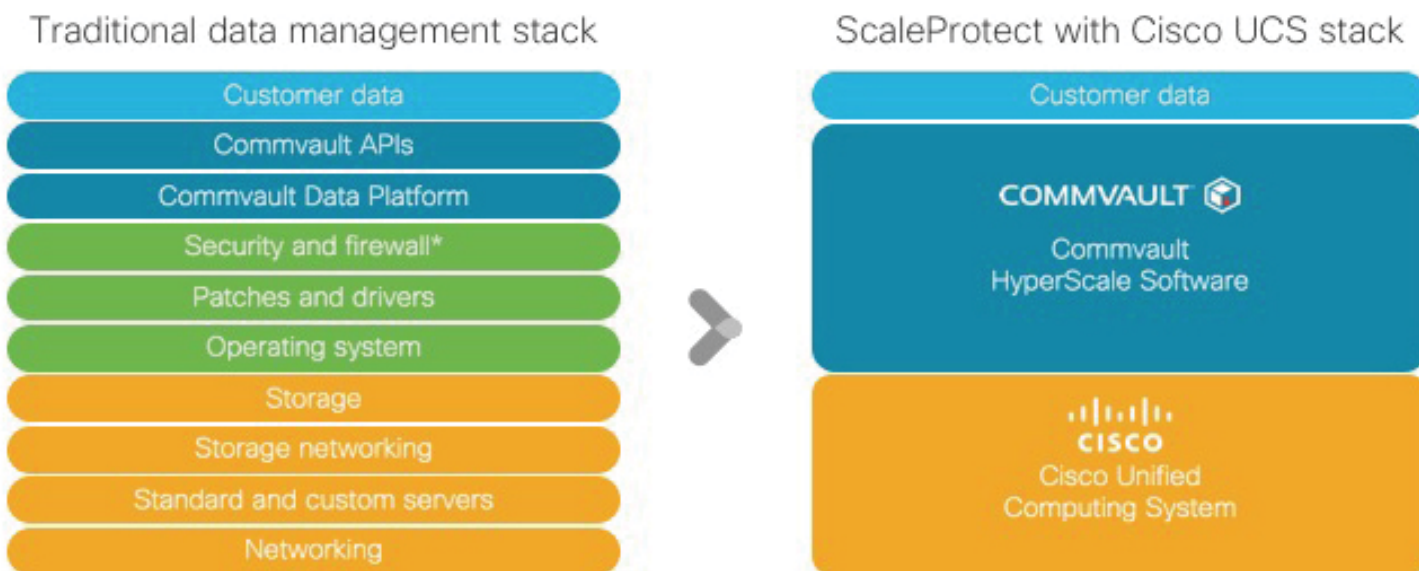 Traditional data management stack
Customer data
Commvault APIs
Commvault Data Platform
Security and firewall*
Patches and drivers
Operating system
Storage
Storage networking
Standard and custom servers
Networking
ScaleProtect with Cisco UCS stack
Customer data
COMMVAULT
Commvault
HyperScale Software
CISCO
Cisco Unified
Computing System